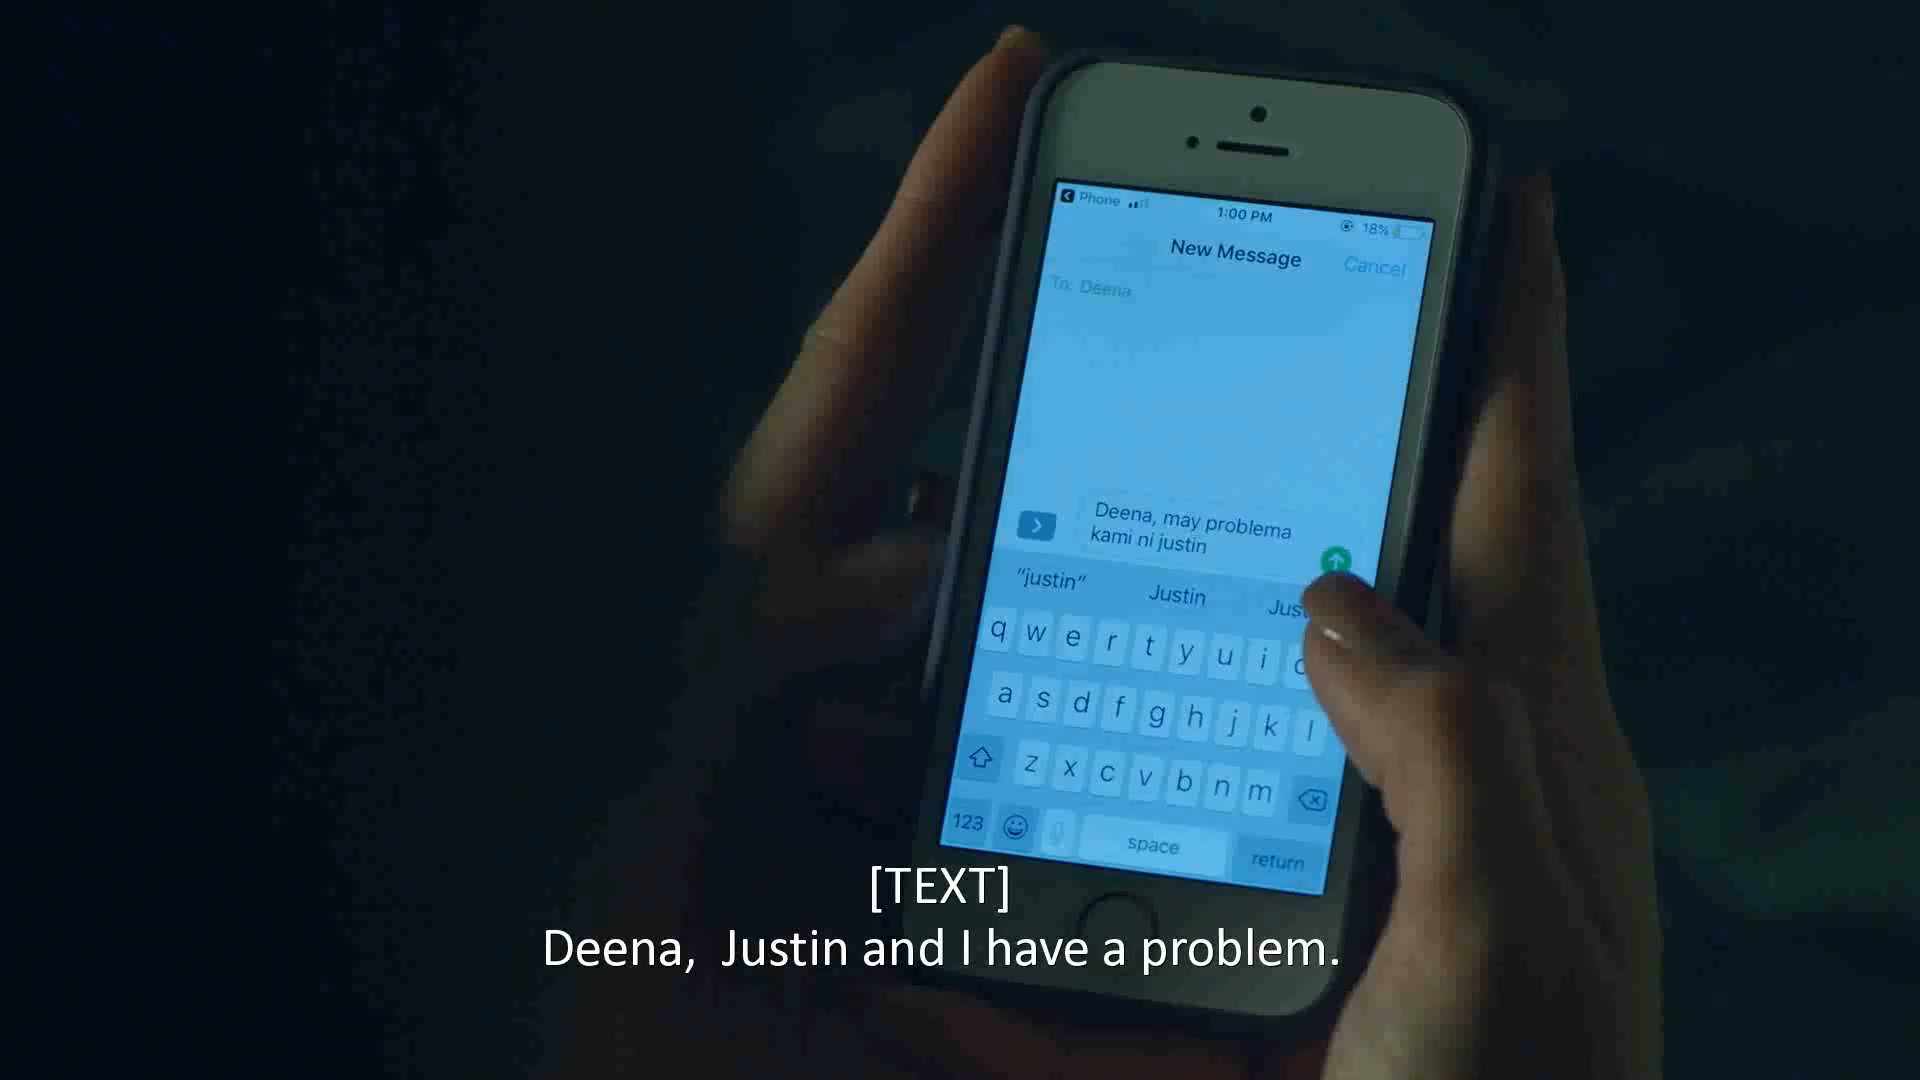 Phone 1:00 PM 18%
New Message Cancel
To: Deena
Deena, may problema
kami ni justin
"justin" Justin
q w e r t y u i
a s d f g h j k l
z x c v b n m
123 space return
[TEXT]
Deena, Justin and I have a problem.